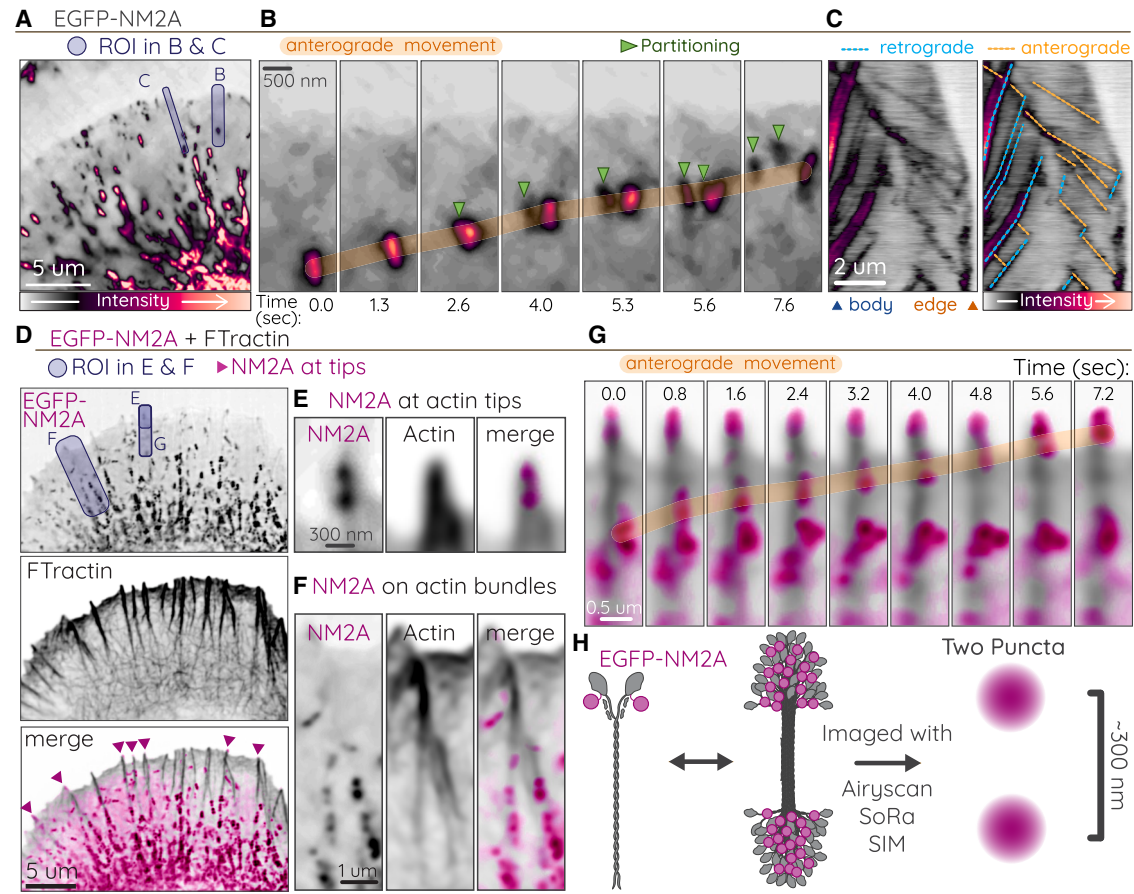 A EGFP-NM2A
ROI in B & C
C
B
5 um
Intensity
B
anterograde movement
Partitioning
500 nm
Time
(sec):
0.0 1.3 2.6 4.0 5.3 5.6 7.6
C
retrograde anterograde
2 um
body edge
Intensity
D EGFP-NM2A + FTractin
ROI in E & F NM2A at tips
EGFP-
NM2A
E
F
G
FTractin
merge
5 um
E NM2A at actin tips
NM2A Actin merge
300 nm
F NM2A on actin bundles
NM2A Actin merge
1 um
G
anterograde movement Time (sec):
0.0 0.8 1.6 2.4 3.2 4.0 4.8 5.6 7.2
0.5 um
H
EGFP-NM2A
Imaged with
Airyscan
SoRa
SIM
Two Puncta
~300 nm